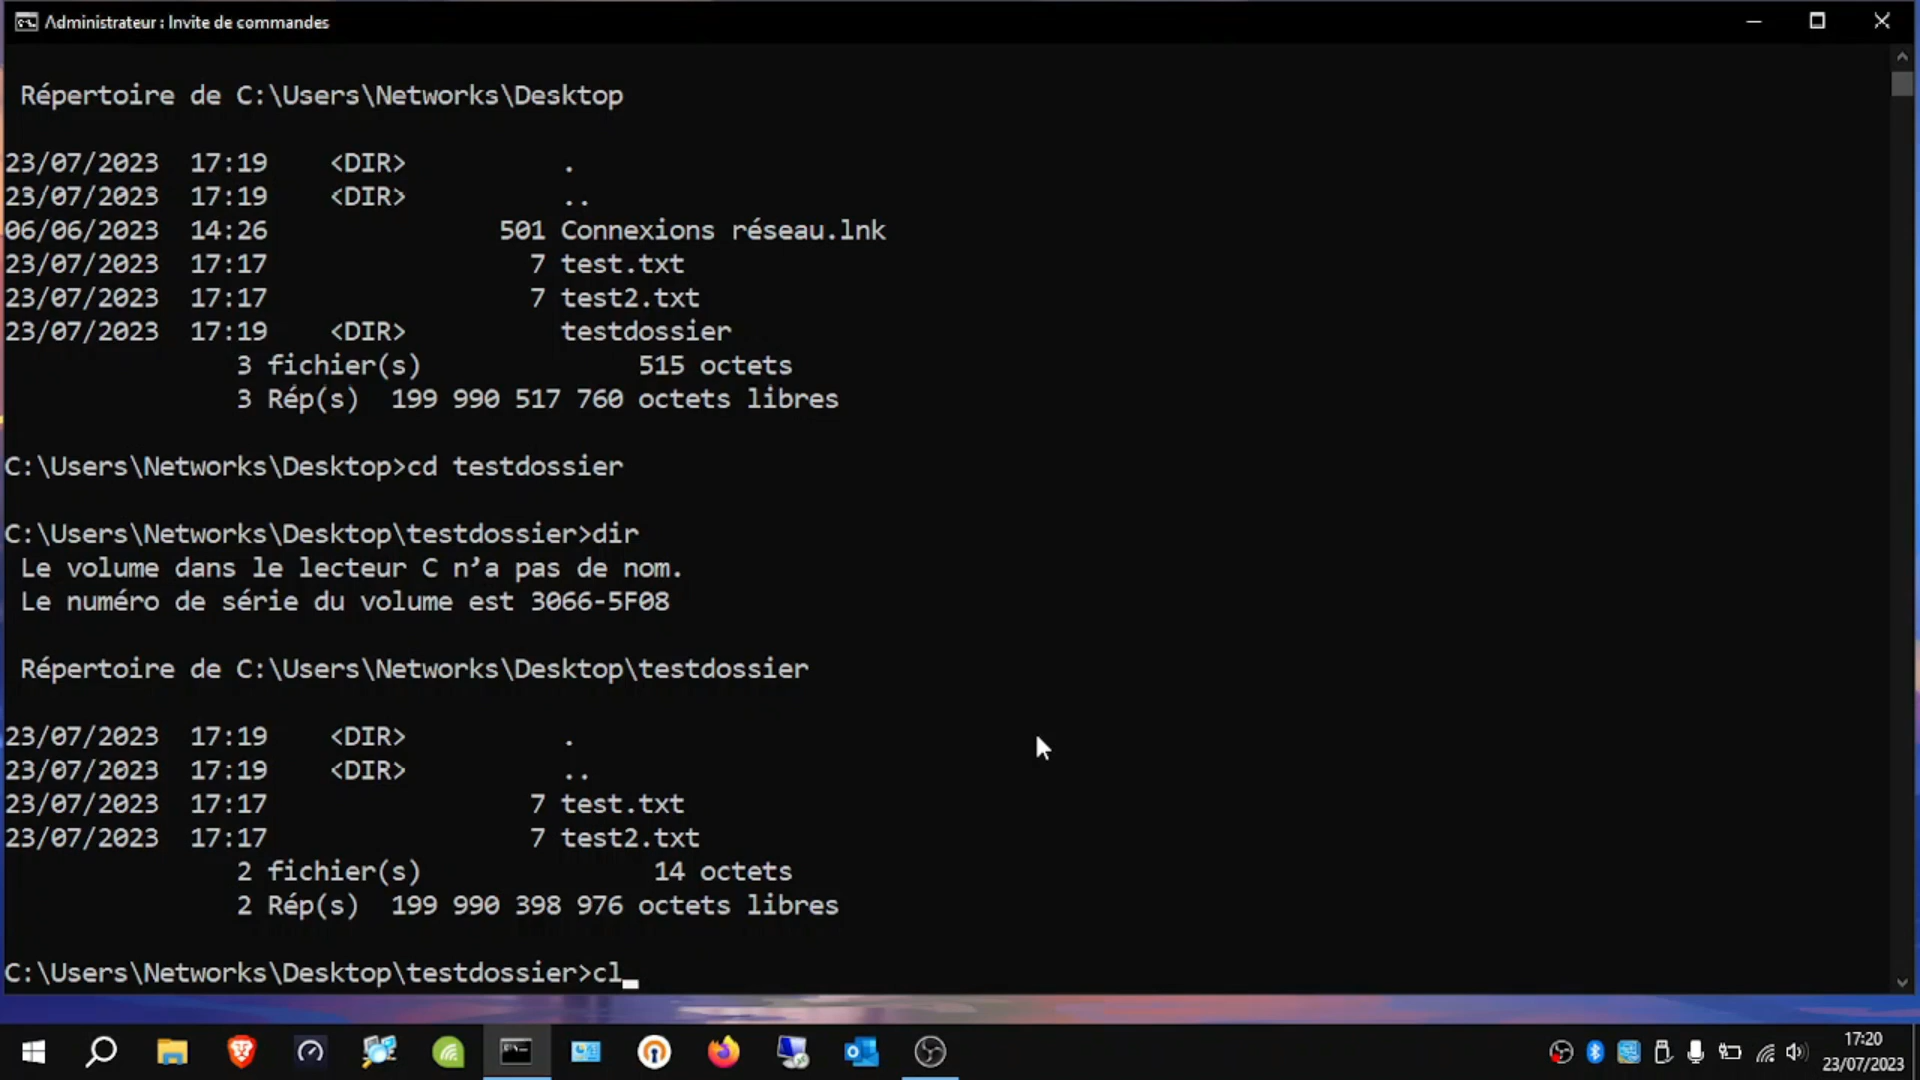 Administrateur : Invite de commandes
Répertoire de C:\Users\Networks\Desktop
23/07/2023  17:19    <DIR>          .
23/07/2023  17:19    <DIR>          ..
06/06/2023  14:26               501 Connexions réseau.lnk
23/07/2023  17:17                 7 test.txt
23/07/2023  17:17                 7 test2.txt
23/07/2023  17:19    <DIR>          testdossier
3 fichier(s)              515 octets
3 Rép(s)  199 990 517 760 octets libres
C:\Users\Networks\Desktop>cd testdossier
C:\Users\Networks\Desktop\testdossier>dir
Le volume dans le lecteur C n’a pas de nom.
Le numéro de série du volume est 3066-5F08
Répertoire de C:\Users\Networks\Desktop\testdossier
23/07/2023  17:19    <DIR>          .
23/07/2023  17:19    <DIR>          ..
23/07/2023  17:17                 7 test.txt
23/07/2023  17:17                 7 test2.txt
2 fichier(s)               14 octets
2 Rép(s)  199 990 398 976 octets libres
C:\Users\Networks\Desktop\testdossier>cl
17:20
23/07/2023